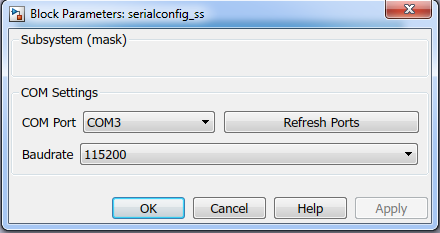 Block Parameters: serialconfig_ss
Subsystem (mask)
COM Settings
COM Port COM3 Refresh Ports
Baudrate 115200
OK Cancel Help Apply